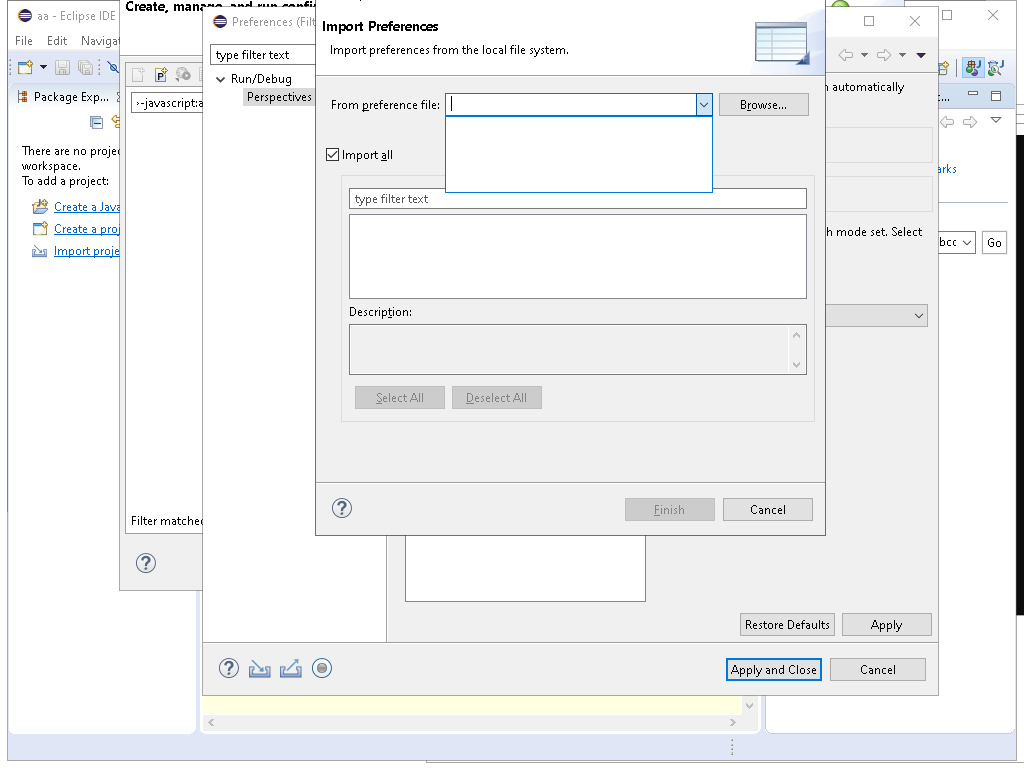 aa - Eclipse IDE
Create, manage, and run confi
Preferences (Filt
Import Preferences
File Edit Navigat
type filter text
Import preferences from the local file system.
Run/Debug
Perspectives
Package Exp...
>-javascript:a
From preference file:
Browse...
n automatically
There are no projec
workspace.
To add a project:
Import all
arks
Create a Java
type filter text
Create a proj
h mode set. Select
Import proje
bcc
Go
Description:
Select All
Deselect All
Finish
Cancel
Filter matched
Restore Defaults
Apply
Apply and Close
Cancel